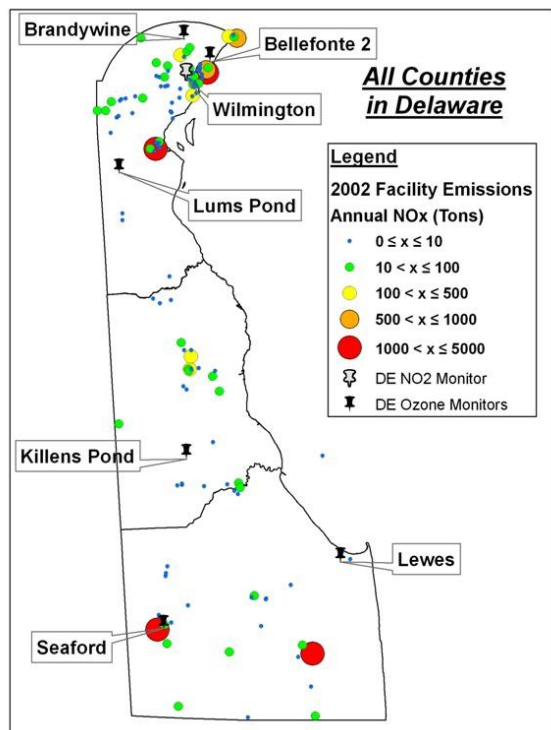 Brandywine
Bellefonte 2
All Counties
in Delaware
Wilmington
Legend
2002 Facility Emissions
Annual NOx (Tons)
0 ≤ x ≤ 10
10 < x ≤ 100
100 < x ≤ 500
500 < x ≤ 1000
1000 < x ≤ 5000
DE NO2 Monitor
DE Ozone Monitors
Lums Pond
Killens Pond
Lewes
Seaford